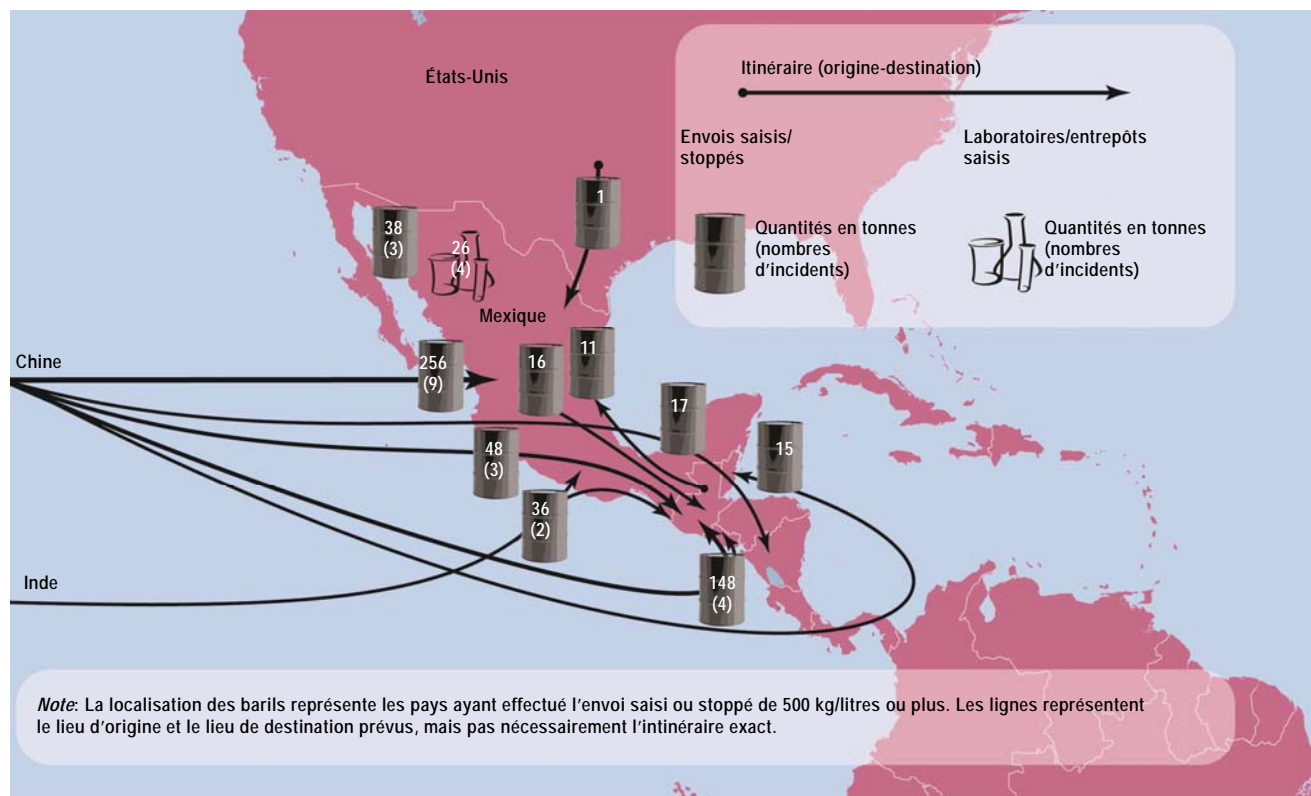 États-Unis
Itinéraire (origine-destination)
Envois saisis/
stoppés
Laboratoires/entrepôts
saisis
Quantités en tonnes
(nombres
d’incidents)
Quantités en tonnes
(nombres
d’incidents)
1
38
(3)
26
(4)
Mexique
Chine
256
(9)
16
11
17
15
48
(3)
36
(2)
Inde
148
(4)
Note: La localisation des barils représente les pays ayant effectué l’envoi saisi ou stoppé de 500 kg/litres ou plus. Les lignes représentent
le lieu d’origine et le lieu de destination prévus, mais pas nécessairement l’intinéraire exact.